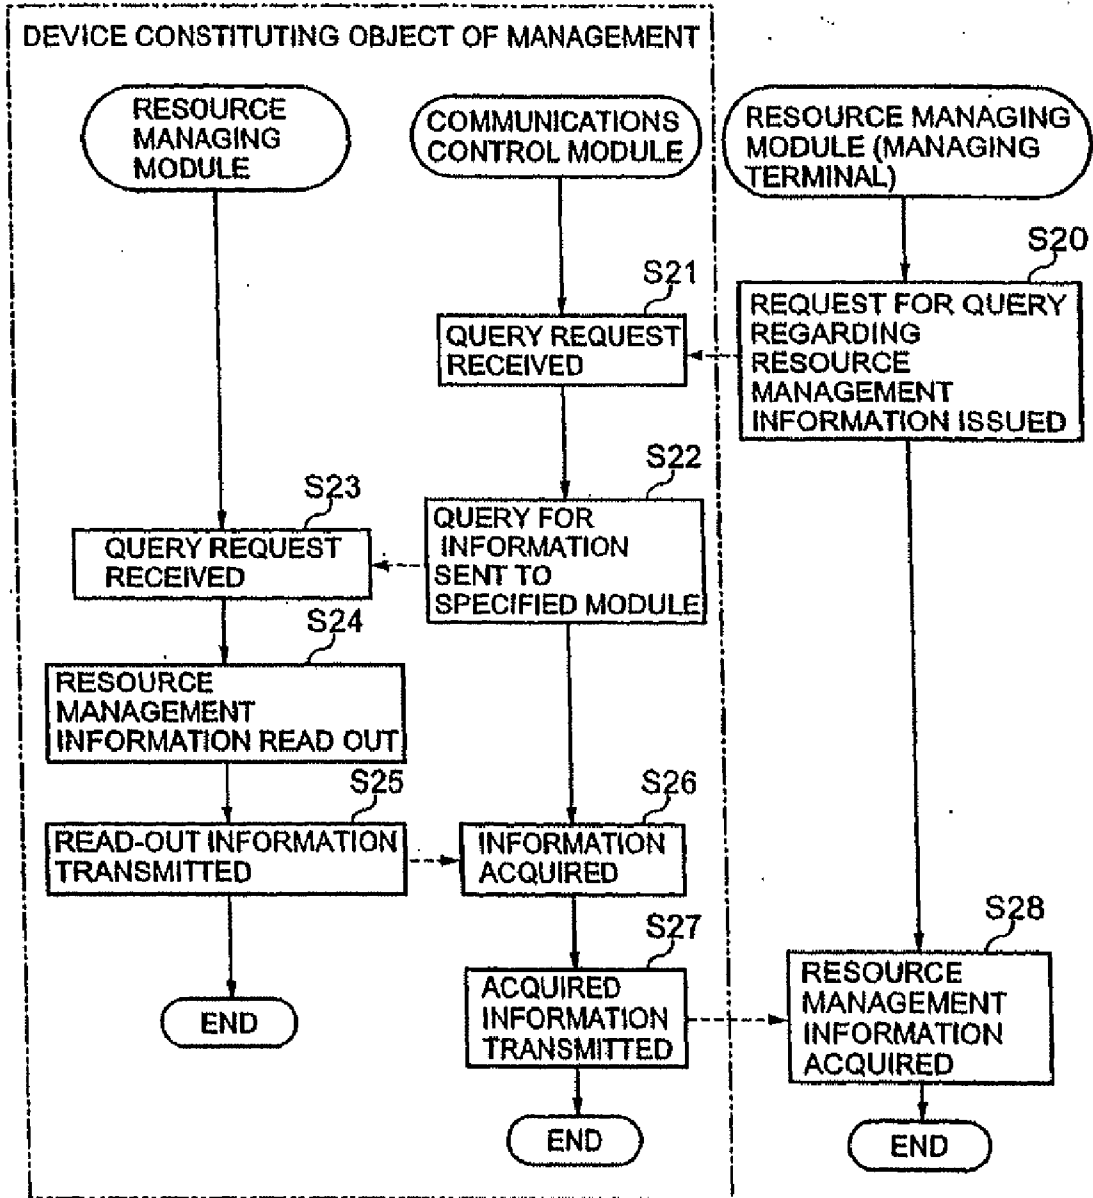 DEVICE CONSTITUTING OBJECT OF MANAGEMENT
RESOURCE
MANAGING
MODULE
COMMUNICATIONS
CONTROL MODULE
RESOURCE MANAGING
MODULE (MANAGING
TERMINAL)
S20
REQUEST FOR QUERY
REGARDING
RESOURCE
MANAGEMENT
INFORMATION ISSUED
S21
QUERY REQUEST
RECEIVED
S22
QUERY FOR
INFORMATION
SENT TO
SPECIFIED MODULE
S23
QUERY REQUEST
RECEIVED
S24
RESOURCE
MANAGEMENT
INFORMATION READ OUT
S25
READ-OUT INFORMATION
TRANSMITTED
S26
INFORMATION
ACQUIRED
S27
ACQUIRED
INFORMATION
TRANSMITTED
S28
RESOURCE
MANAGEMENT
INFORMATION
ACQUIRED
END
END
END